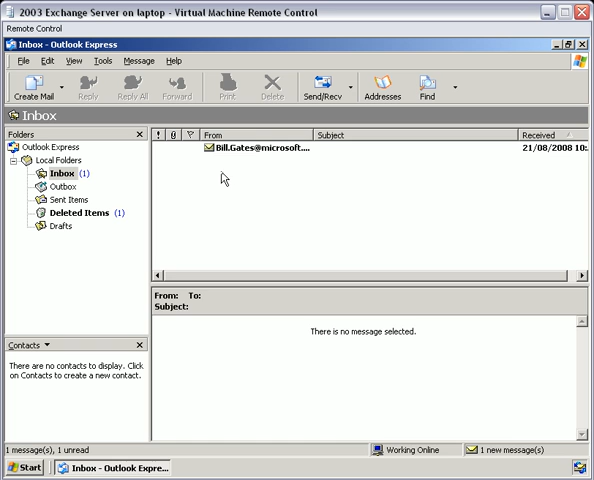 2003 Exchange Server on laptop - Virtual Machine Remote Control
Remote Control
Inbox - Outlook Express
File Edit View Tools Message Help
Create Mail Reply Reply All Forward Print Delete Send/Recv Addresses Find
Inbox
Folders
! From Subject Received
Outlook Express
Bill.Gates@microsoft.... 21/08/2008 10:
Local Folders
Inbox (1)
Outbox
Sent Items
Deleted Items (1)
Drafts
From: To:
Subject:
There is no message selected.
Contacts
There are no contacts to display. Click
on Contacts to create a new contact.
1 message(s), 1 unread Working Online 1 new message(s)
Start Inbox - Outlook Expre...